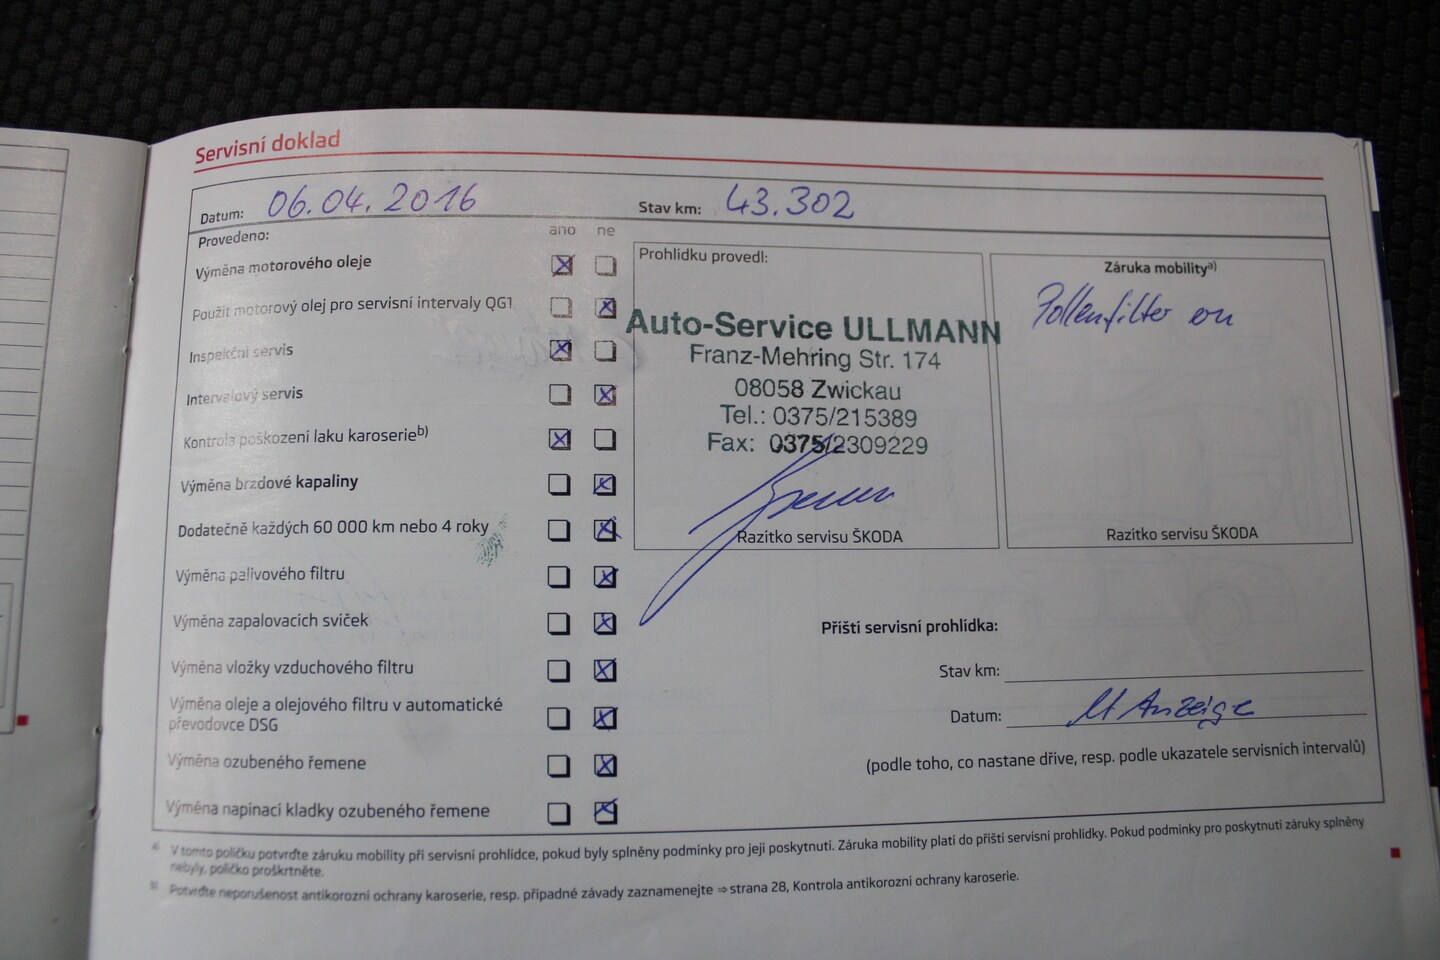 Servisní doklad
Datum: 06.04.2016
Stav km: 43.302
Provedeno:
ano ne
Výměna motorového oleje
Použit motorový olej pro servisní intervaly QG1
Inspekční servis
Intervalový servis
Kontrola poškození laku karoserieb)
Výměna brzdové kapaliny
Dodatečně každých 60 000 km nebo 4 roky
Výměna palivového filtru
Výměna zapalovacích svíček
Výměna vložky vzduchového filtru
Výměna oleje a olejového filtru v automatické
převodovce DSG
Výměna ozubeného řemene
Výměna napínací kladky ozubeného řemene
Prohlídku provedl:
Auto-Service ULLMANN
Franz-Mehring Str. 174
08058 Zwickau
Tel.: 0375/215389
Fax: 0375/2309229
Razítko servisu ŠKODA
Záruka mobilitya)
Pollenfilter
Razítko servisu ŠKODA
Příští servisní prohlídka:
Stav km:
Datum: lt Anzeige
(podle toho, co nastane dříve, resp. podle ukazatele servisních intervalů)
a) V tomto políčku potvrďte záruku mobility při servisní prohlídce, pokud byly splněny podmínky pro její poskytnutí. Záruka mobility platí do příští servisní prohlídky. Pokud podmínky pro poskytnutí záruky splněny
nebyly, políčko proškrtněte.
b) Potvrďte neporušenost antikorozní ochrany karoserie, resp. případné závady zaznamenejte ⇒ strana 28, Kontrola antikorozní ochrany karoserie.